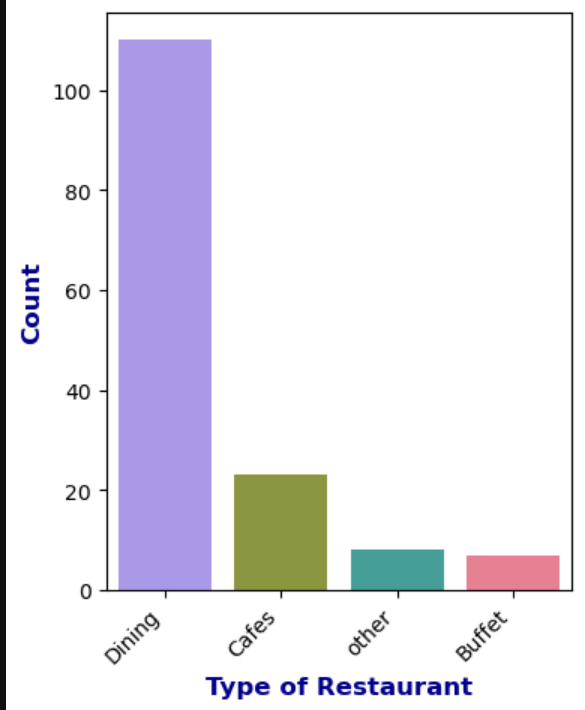 100
80
60
40
20
0
Count
Dining
Cafes
other
Buffet
Type of Restaurant